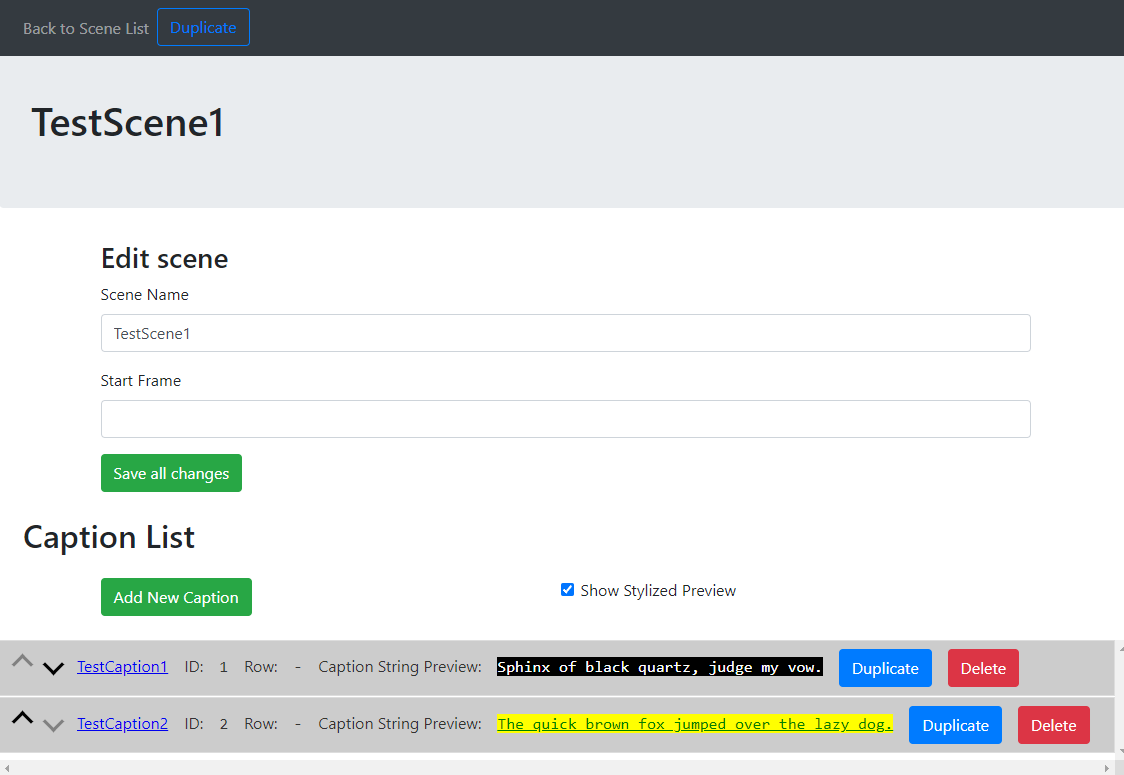 Back to Scene List Duplicate
TestScene1
Edit scene
Scene Name
TestScene1
Start Frame
Save all changes
Caption List
Add New Caption Show Stylized Preview
TestCaption1 ID: 1 Row: - Caption String Preview: Sphinx of black quartz, judge my vow. Duplicate Delete
TestCaption2 ID: 2 Row: - Caption String Preview: The quick brown fox jumped over the lazy dog. Duplicate Delete